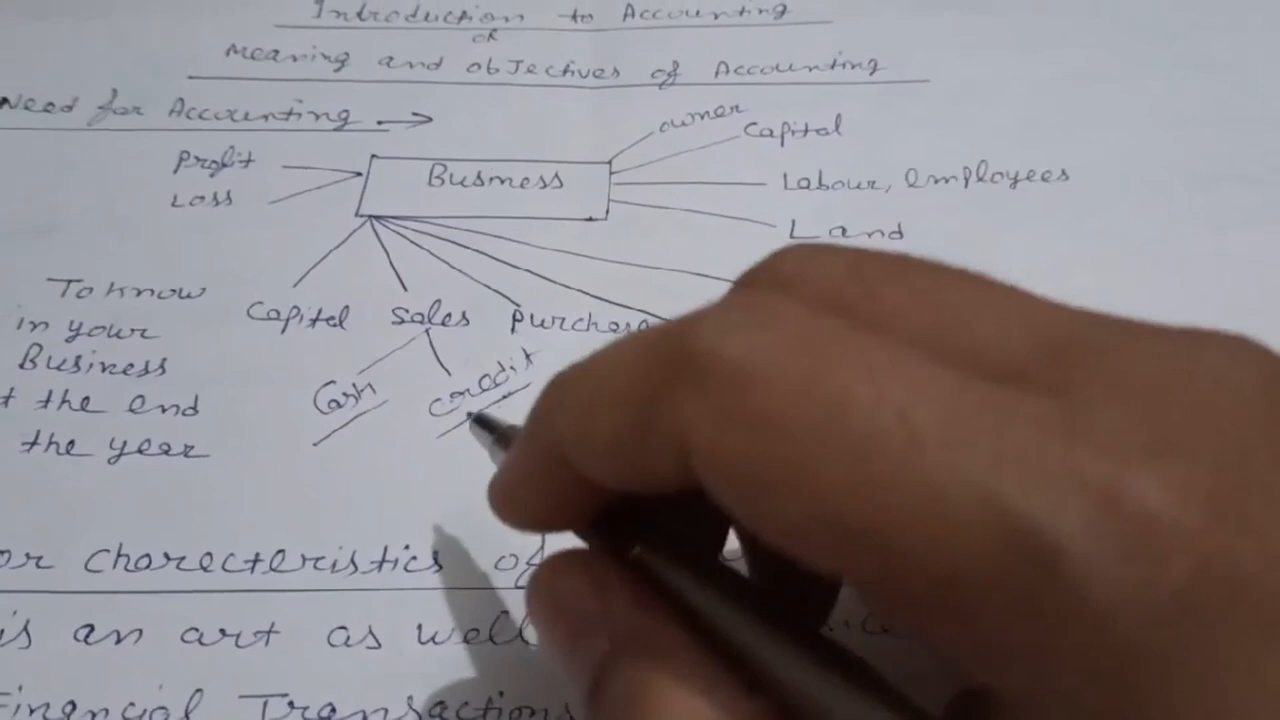 Introduction to Accounting
OR
Meaning and objectives of Accounting
Need for Accounting →
owner
Capital
Profit
Business
Labour, employees
Loss
Land
To Know
in your
Business
the end
the year
Capital Sales Purchase
Cash Credit
or Charecteristics of
is an art as well
Financial Transactions